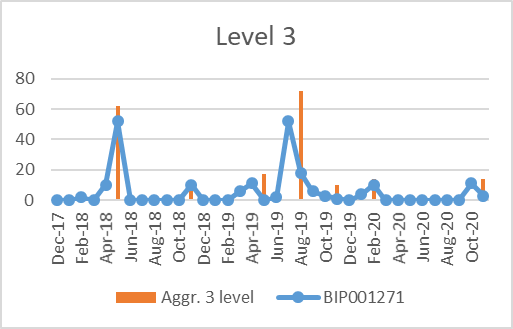 Level 3
80
60
40
20
0
Dec-17
Feb-18
Apr-18
Jun-18
Aug-18
Oct-18
Dec-18
Feb-19
Apr-19
Jun-19
Aug-19
Oct-19
Dec-19
Feb-20
Apr-20
Jun-20
Aug-20
Oct-20
Aggr. 3 level BIP001271